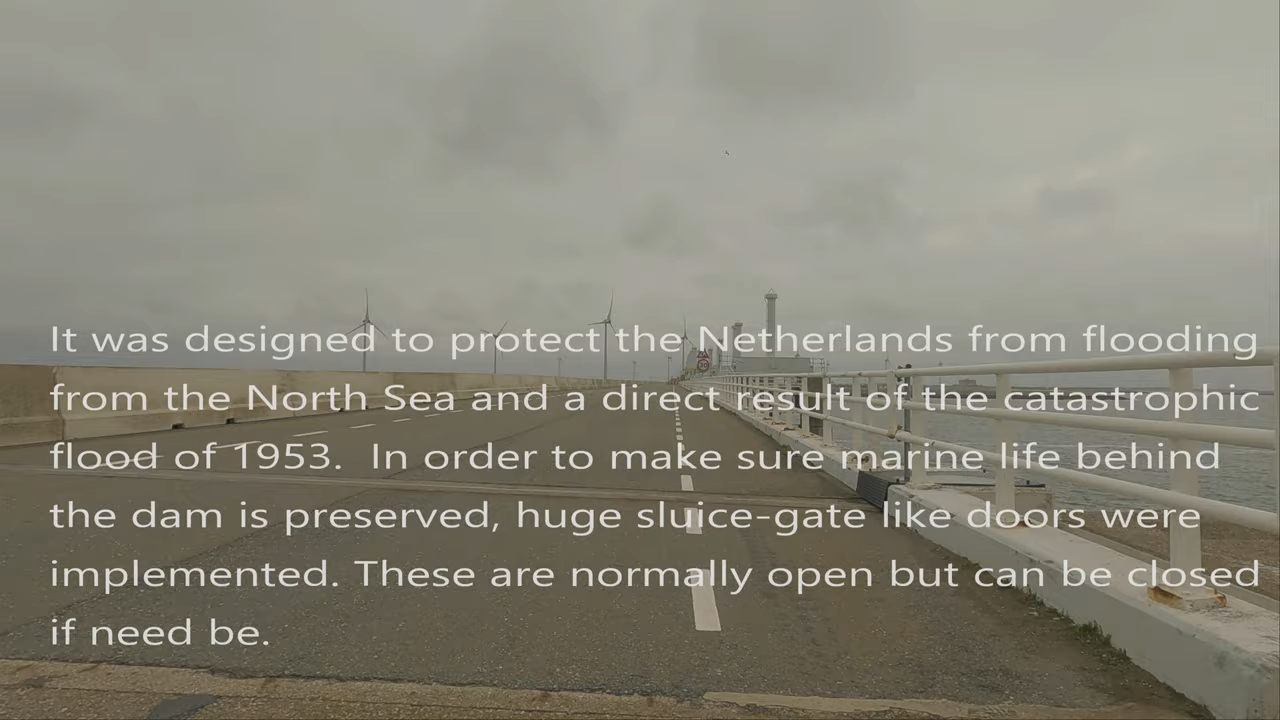 It was designed to protect the Netherlands from flooding
from the North Sea and a direct result of the catastrophic
flood of 1953.  In order to make sure marine life behind
the dam is preserved, huge sluice-gate like doors were
implemented. These are normally open but can be closed
if need be.